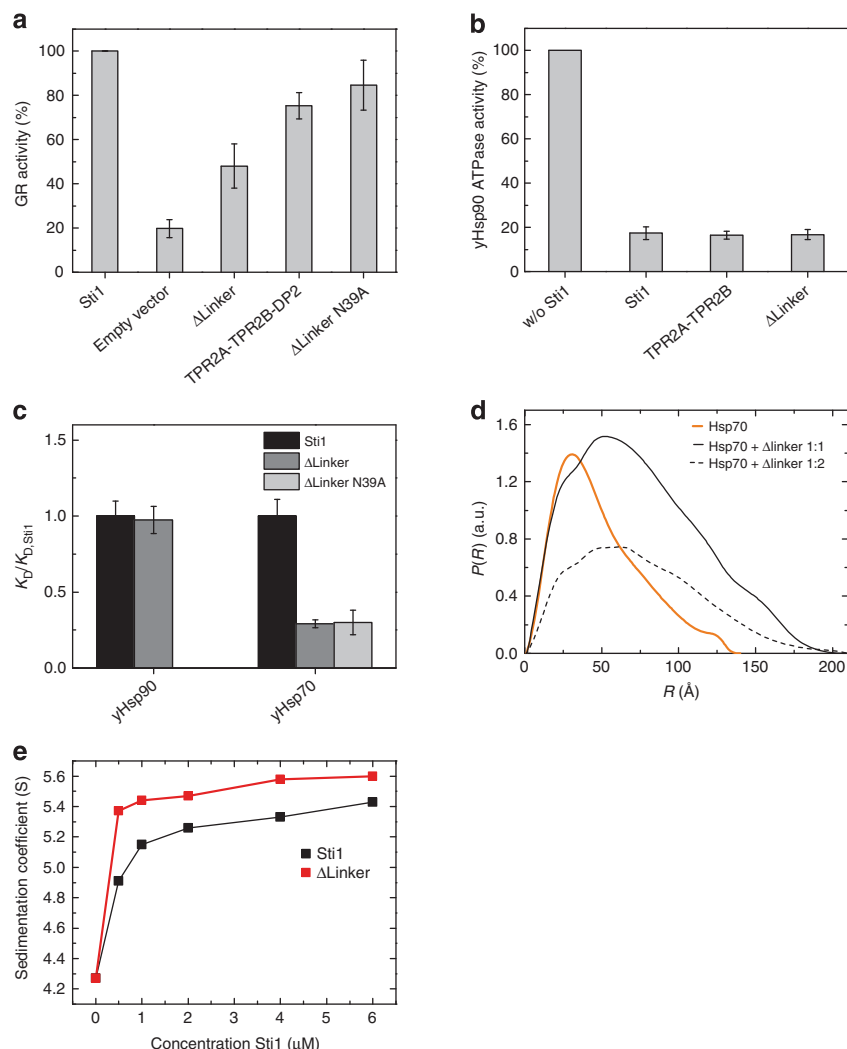 a
GR activity (%)
100
80
60
40
20
0
Sti1
Empty vector
ΔLinker
TPR2A-TPR2B-DP2
ΔLinker N39A
b
yHsp90 ATPase activity (%)
100
80
60
40
20
0
w/o Sti1
Sti1
TPR2A-TPR2B
ΔLinker
c
K_D/K_D,Sti1
1.5
1.0
0.5
0.0
Sti1
ΔLinker
ΔLinker N39A
yHsp90
yHsp70
d
P(R) (a.u.)
1.6
1.2
0.8
0.4
0.0
Hsp70
Hsp70 + Δlinker 1:1
Hsp70 + Δlinker 1:2
0 50 100 150 200
R (Å)
e
Sedimentation coefficient (S)
5.6
5.4
5.2
5.0
4.8
4.6
4.4
4.2
Sti1
ΔLinker
0 1 2 3 4 5 6
Concentration Sti1 (μM)